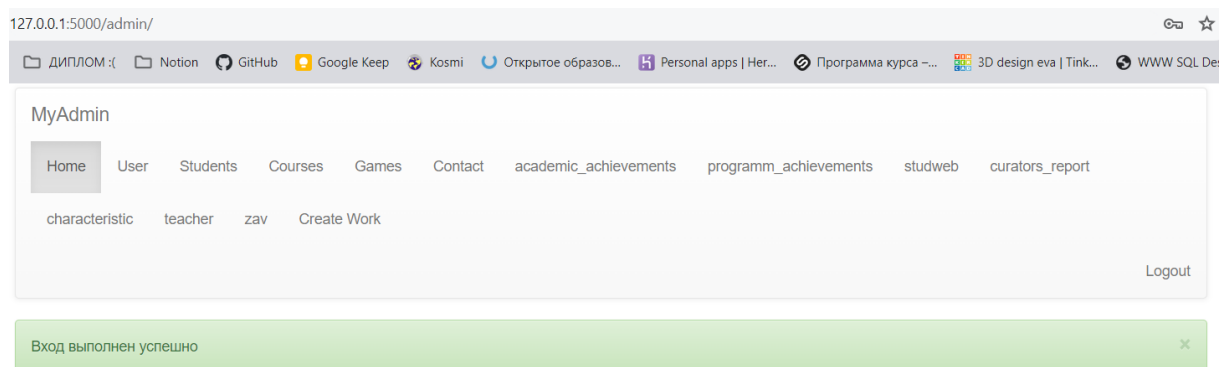 127.0.0.1:5000/admin/
ДИПЛОМ :( Notion GitHub Google Keep Kosmi Открытое образов... Personal apps | Her... Программа курса –... 3D design eva | Tink... WWW SQL Des
MyAdmin
Home User Students Courses Games Contact academic_achievements programm_achievements studweb curators_report
characteristic teacher zav Create Work
Logout
Вход выполнен успешно ×